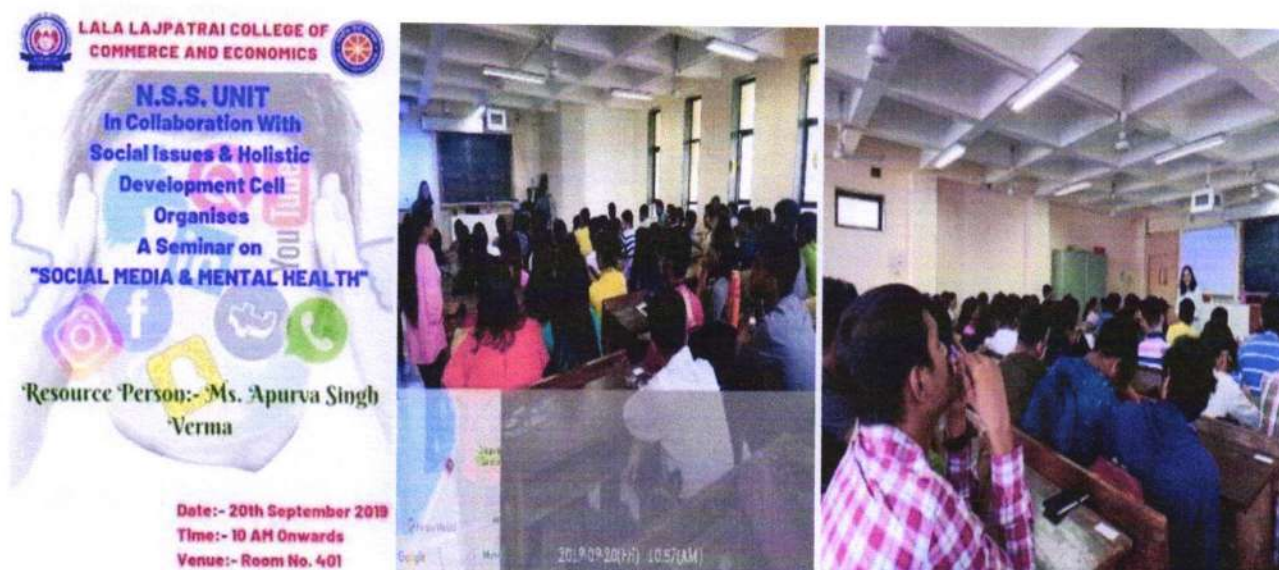 LALA LAJPATRAI COLLEGE OF
COMMERCE AND ECONOMICS
N.S.S. UNIT
In Collaboration With
Social Issues & Holistic
Development Cell
Organises
A Seminar on
"SOCIAL MEDIA & MENTAL HEALTH"
Resource Person:- Ms. Apurva Singh
Verma
Date:- 20th September 2019
Time:- 10 AM Onwards
Venue:- Room No. 401
Google
2019-09-20(Fri) 10:57(AM)